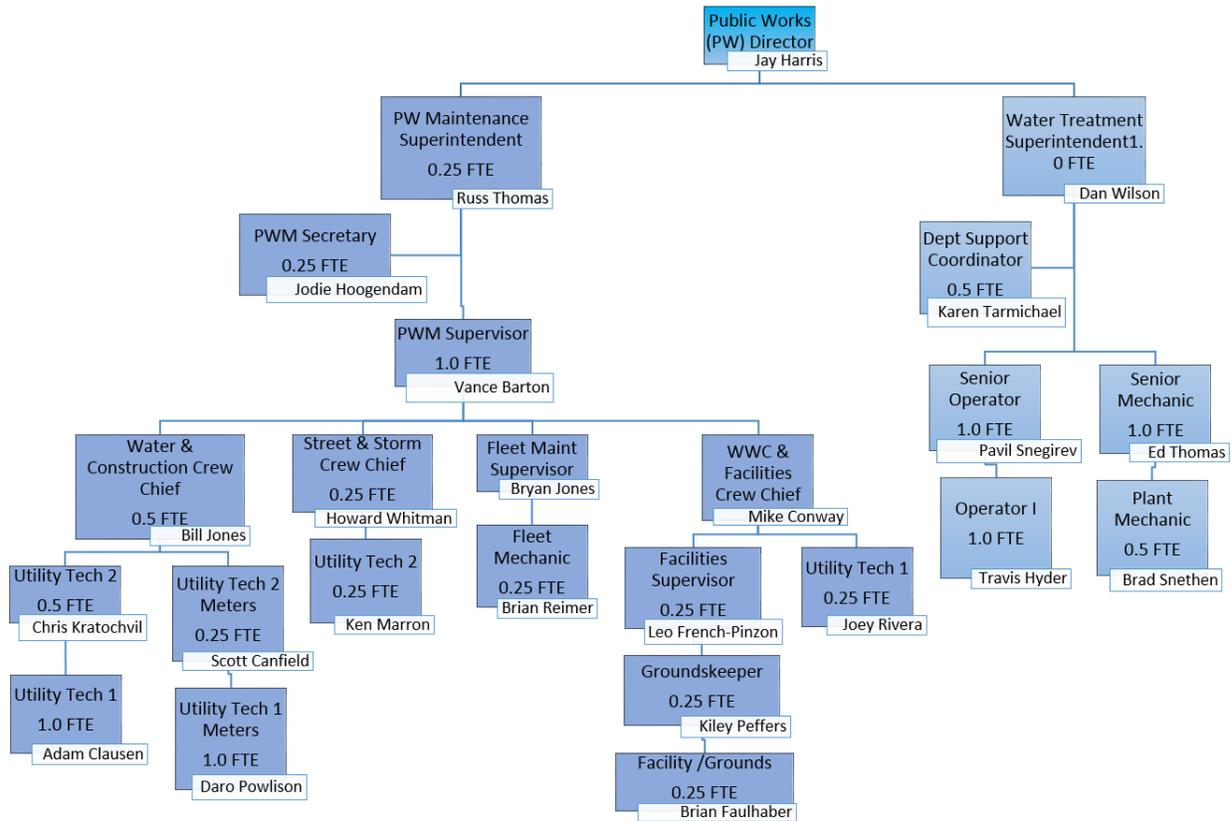 Public Works
(PW) Director
Jay Harris
PW Maintenance
Superintendent
0.25 FTE
Russ Thomas
Water Treatment
Superintendent1.
0 FTE
Dan Wilson
PWM Secretary
0.25 FTE
Jodie Hoogendam
Dept Support
Coordinator
0.5 FTE
Karen Tarmichael
PWM Supervisor
1.0 FTE
Vance Barton
Senior
Operator
1.0 FTE
Pavil Snegirev
Senior
Mechanic
1.0 FTE
Ed Thomas
Water &
Construction Crew
Chief
0.5 FTE
Bill Jones
Street & Storm
Crew Chief
0.25 FTE
Howard Whitman
Fleet Maint
Supervisor
Bryan Jones
WWC &
Facilities
Crew Chief
Mike Conway
Operator I
1.0 FTE
Travis Hyder
Plant
Mechanic
0.5 FTE
Brad Snethen
Utility Tech 2
0.5 FTE
Chris Kratochvil
Utility Tech 2
Meters
0.25 FTE
Scott Canfield
Utility Tech 2
0.25 FTE
Ken Marron
Fleet
Mechanic
0.25 FTE
Brian Reimer
Facilities
Supervisor
0.25 FTE
Leo French-Pinzon
Utility Tech 1
0.25 FTE
Joey Rivera
Utility Tech 1
1.0 FTE
Adam Clausen
Utility Tech 1
Meters
1.0 FTE
Daro Powlison
Groundskeeper
0.25 FTE
Kiley Peffers
Facility /Grounds
0.25 FTE
Brian Faulhaber